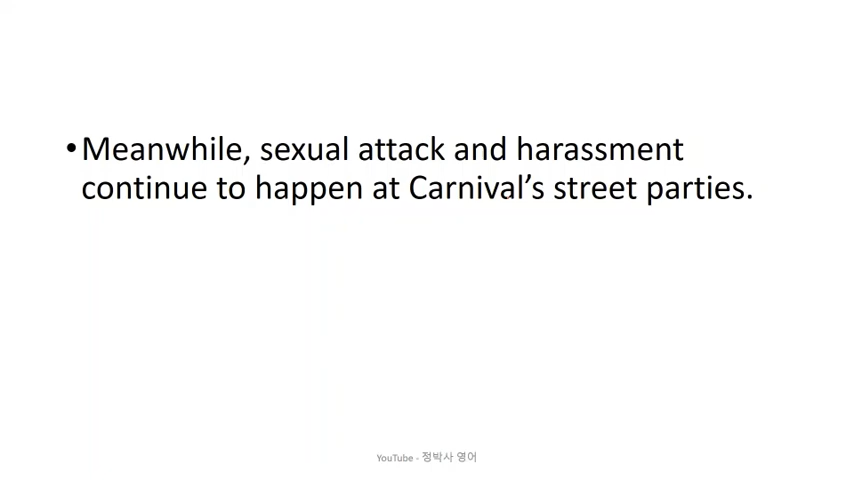 •Meanwhile, sexual attack and harassment
continue to happen at Carnival’s street parties.
YouTube - 정박사 영어